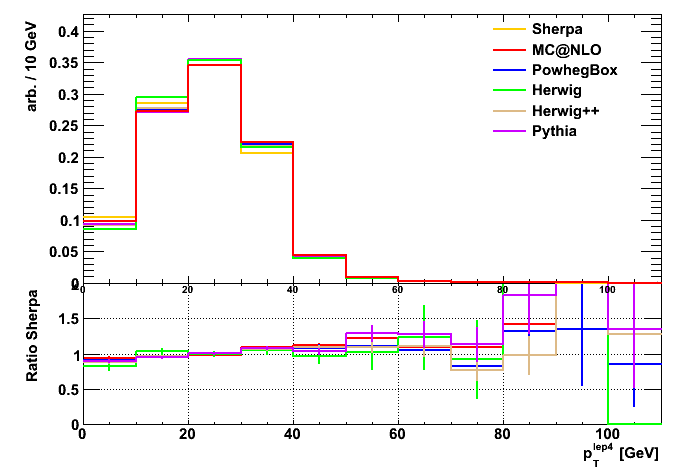 arb. / 10 GeV
0.4
0.35
0.3
0.25
0.2
0.15
0.1
0.05
0
Sherpa
MC@NLO
PowhegBox
Herwig
Herwig++
Pythia
0 20 40 60 80 100
Ratio Sherpa
2
1.5
1
0.5
0
0 20 40 60 80 100
p_T^lep4 [GeV]